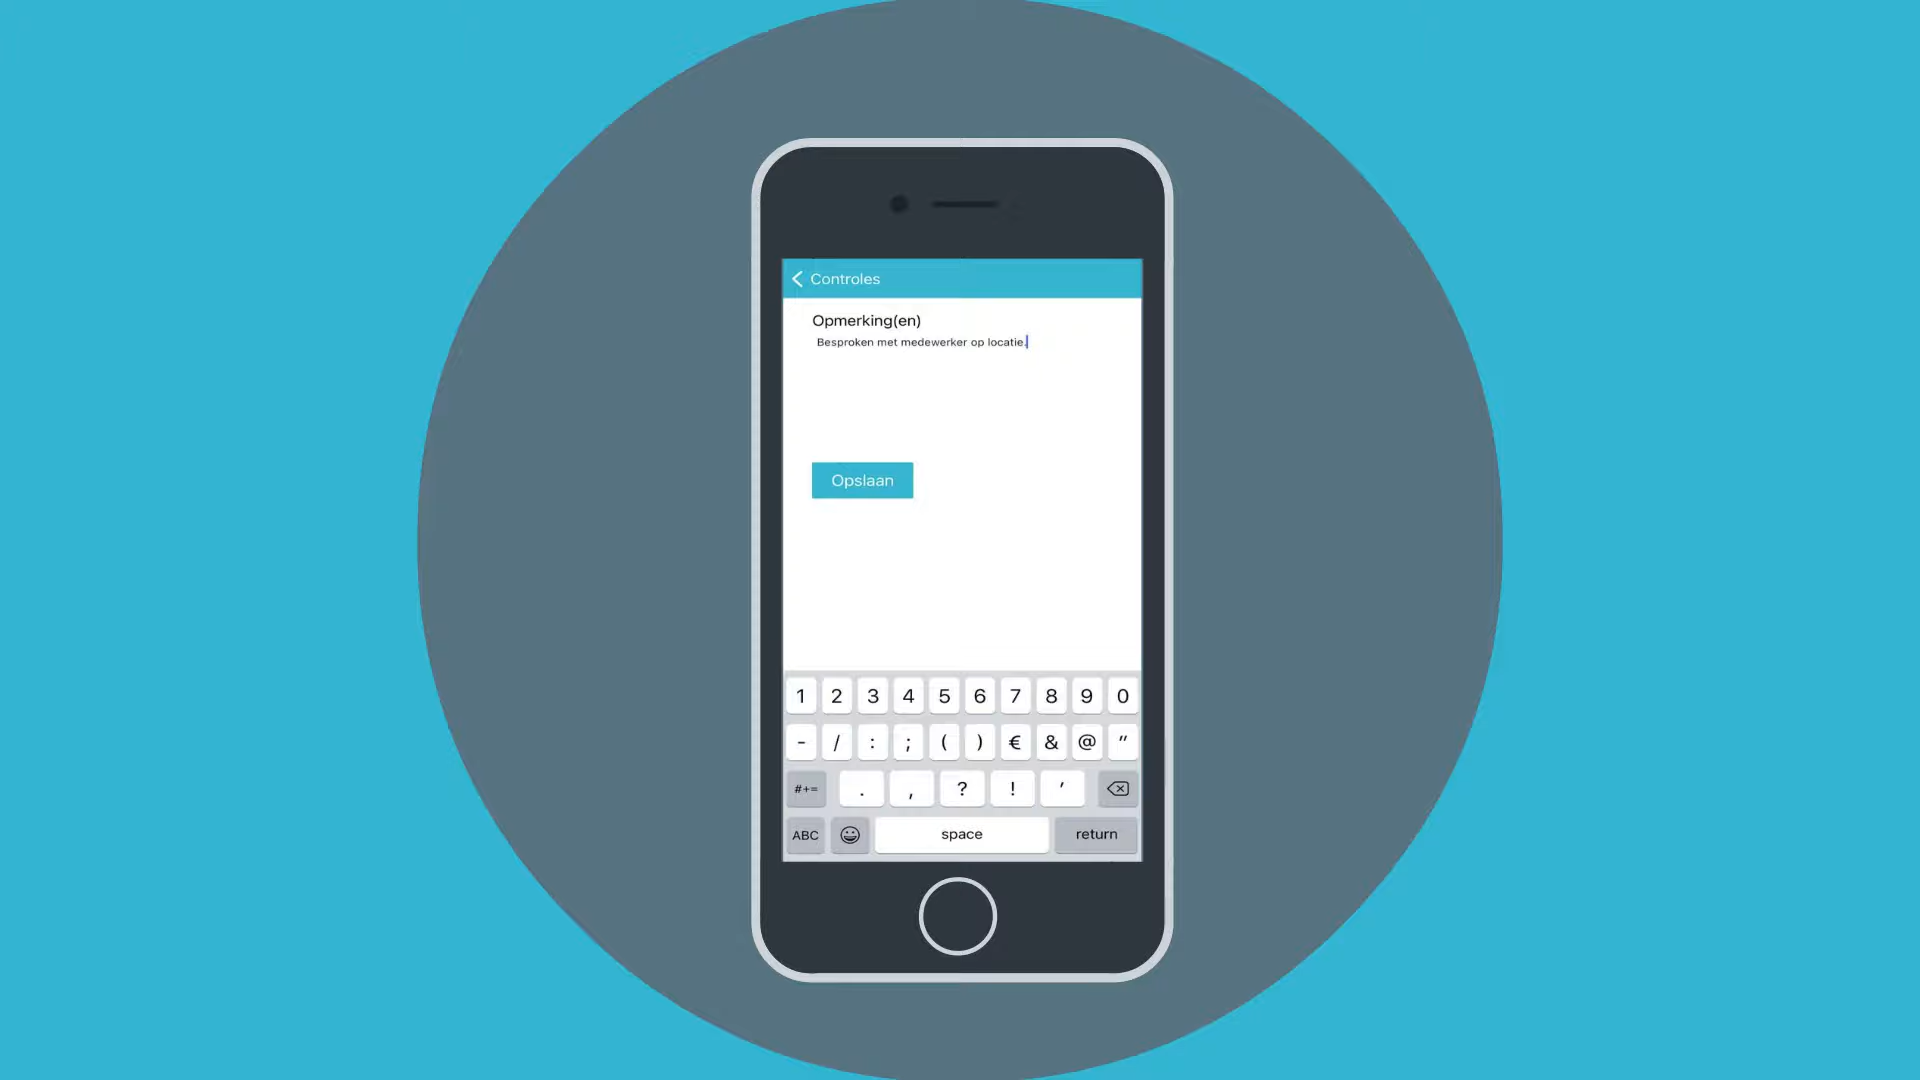 Controles
Opmerking(en)
Besproken met medewerker op locatie.
Opslaan
1 2 3 4 5 6 7 8 9 0
- / : ; ( ) € & @ "
#+= . , ? ! '
ABC space return